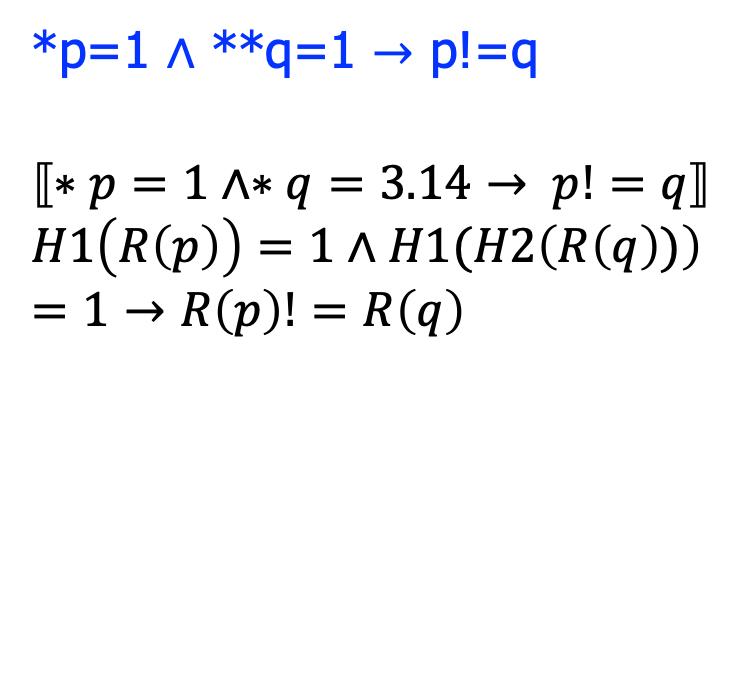 *p=1 ∧ **q=1 → p!=q
⟦∗ p = 1 ∧∗ q = 3.14 → p! = q⟧
H1(R(p)) = 1 ∧ H1(H2(R(q)))
= 1 → R(p)! = R(q)